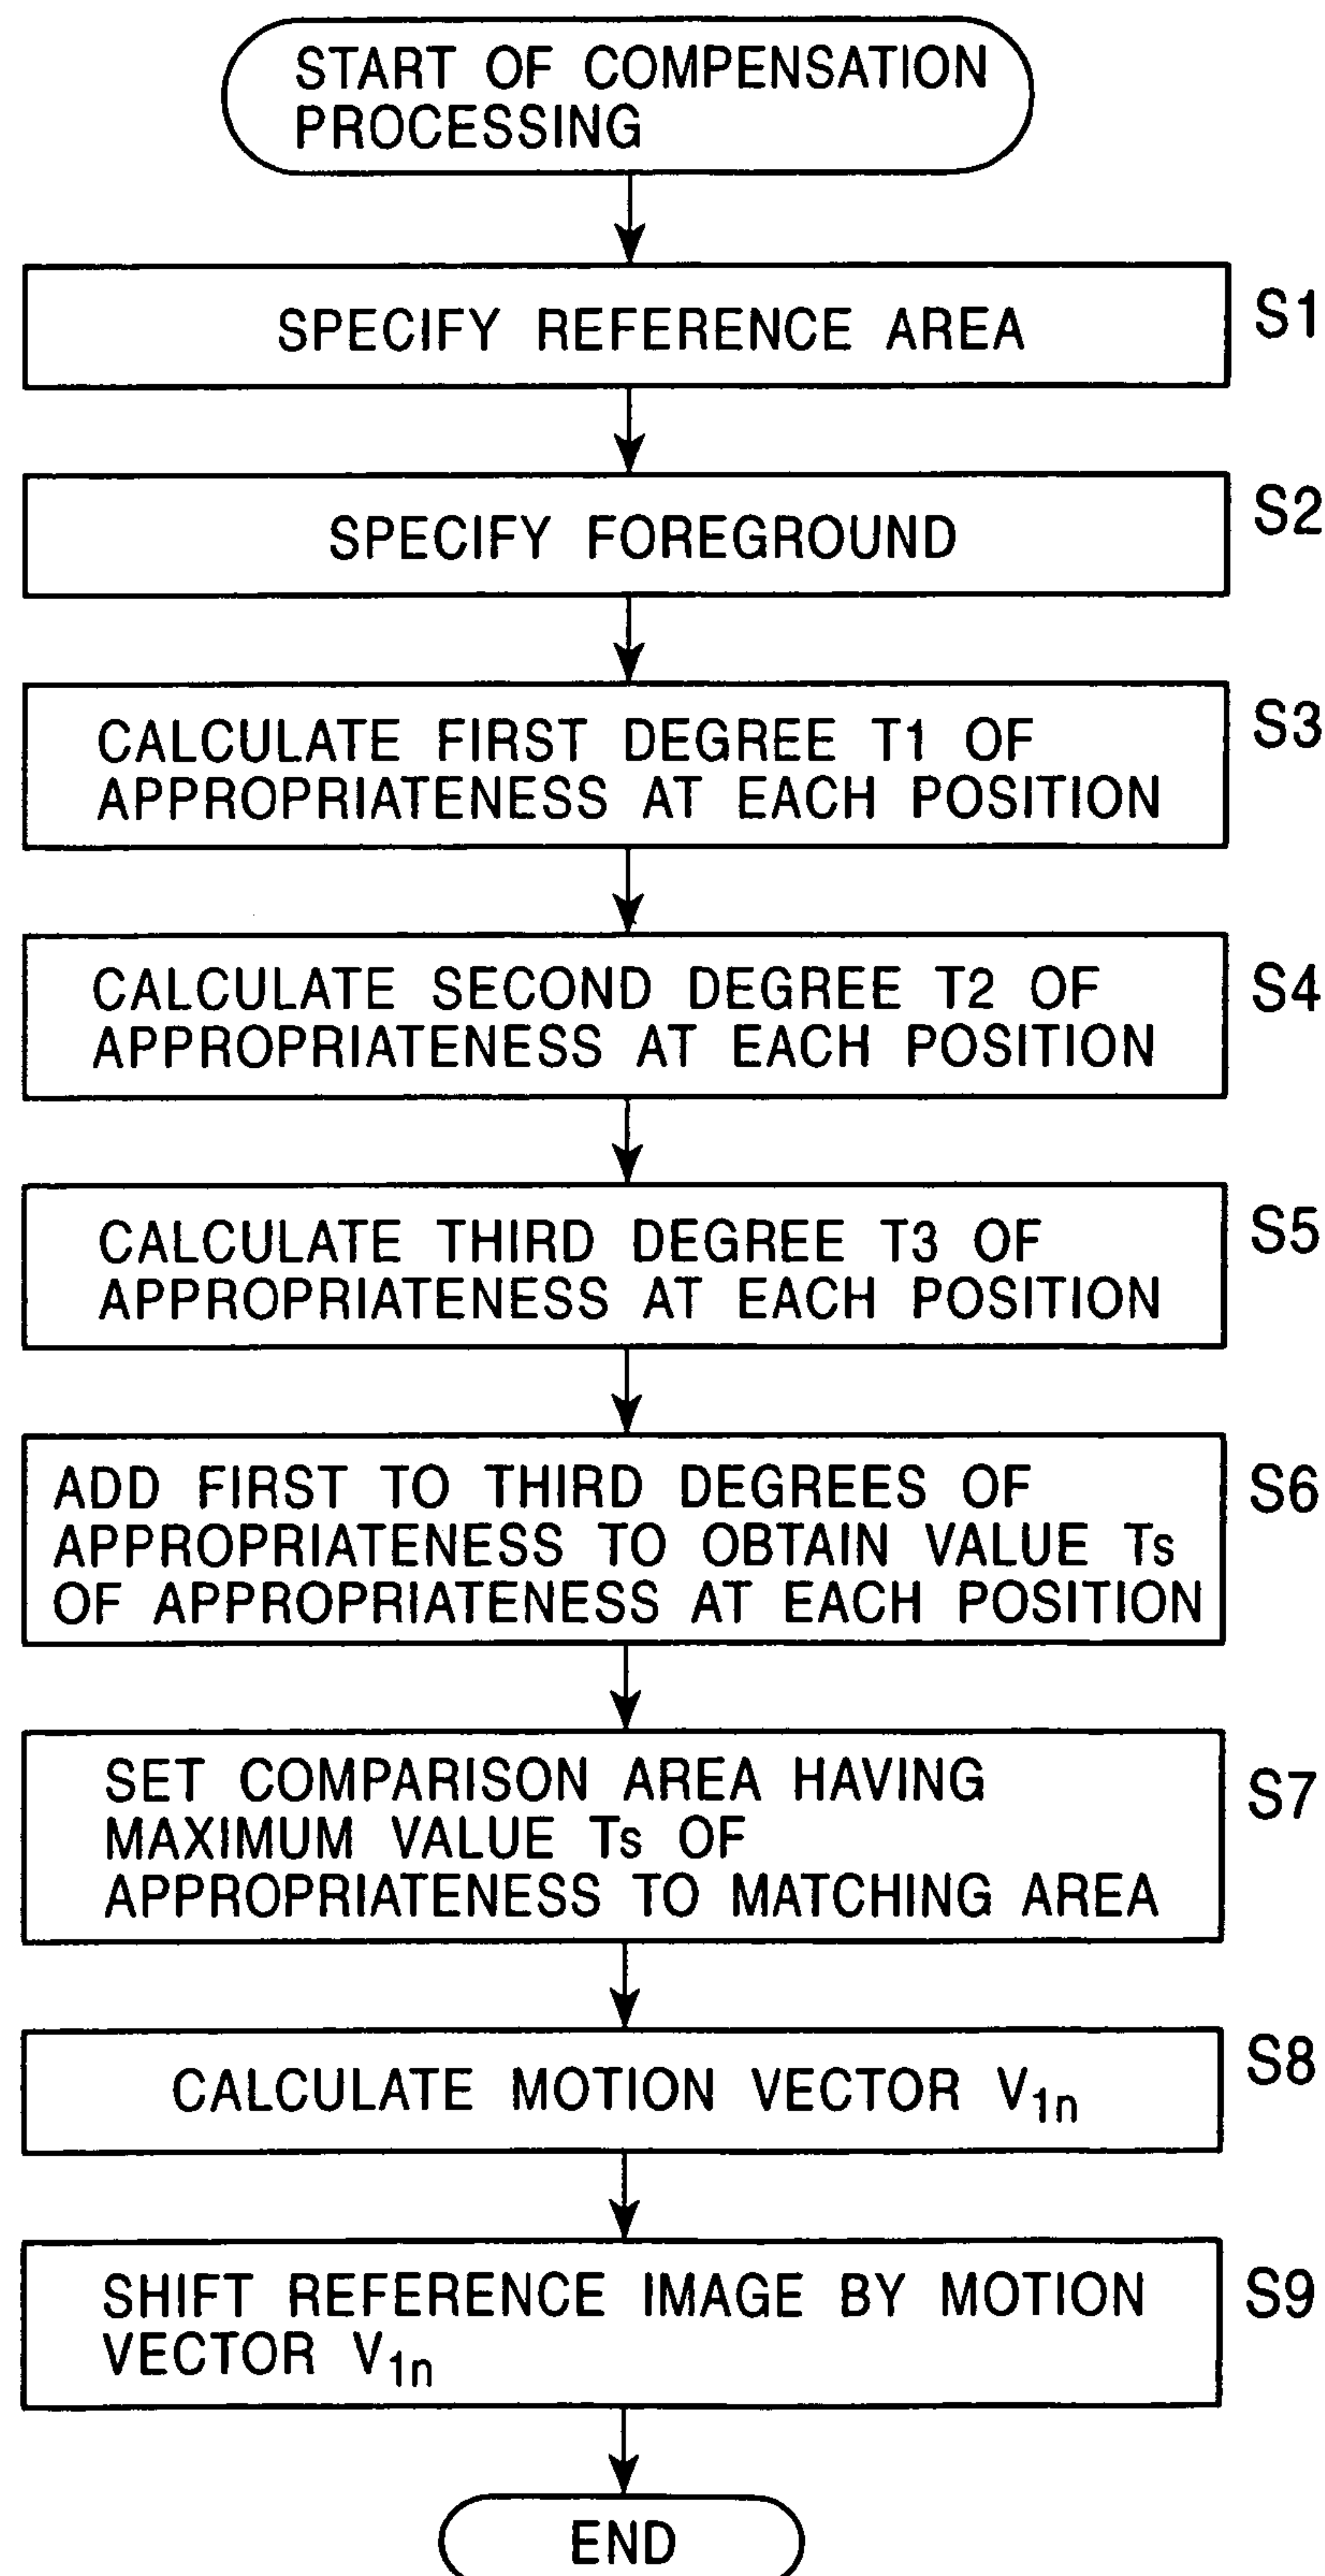 START OF COMPENSATION
PROCESSING
SPECIFY REFERENCE AREA
S1
SPECIFY FOREGROUND
S2
CALCULATE FIRST DEGREE T1 OF
APPROPRIATENESS AT EACH POSITION
S3
CALCULATE SECOND DEGREE T2 OF
APPROPRIATENESS AT EACH POSITION
S4
CALCULATE THIRD DEGREE T3 OF
APPROPRIATENESS AT EACH POSITION
S5
ADD FIRST TO THIRD DEGREES OF
APPROPRIATENESS TO OBTAIN VALUE Ts
OF APPROPRIATENESS AT EACH POSITION
S6
SET COMPARISON AREA HAVING
MAXIMUM VALUE Ts OF
APPROPRIATENESS TO MATCHING AREA
S7
CALCULATE MOTION VECTOR V1n
S8
SHIFT REFERENCE IMAGE BY MOTION
VECTOR V1n
S9
END